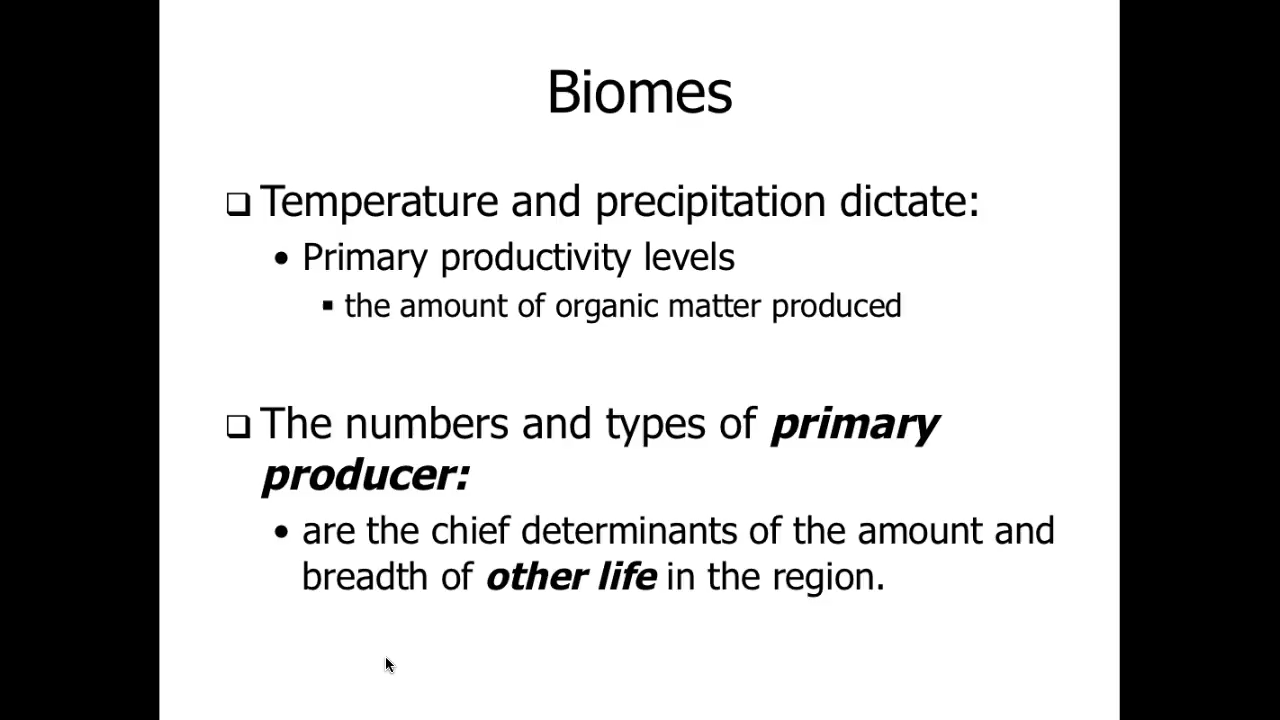 Biomes
❑ Temperature and precipitation dictate:
• Primary productivity levels
▪ the amount of organic matter produced
❑ The numbers and types of primary
producer:
• are the chief determinants of the amount and
breadth of other life in the region.